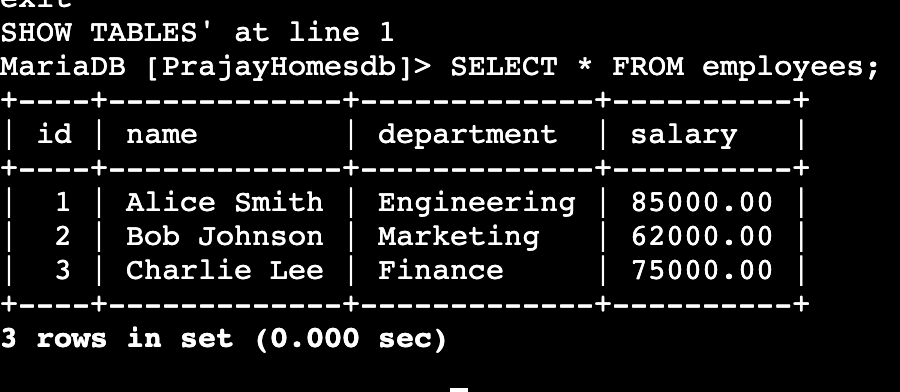 exit
SHOW TABLES' at line 1
MariaDB [PrajayHomesdb]> SELECT * FROM employees;
+----+-------------+-------------+----------+
| id | name        | department  | salary   |
+----+-------------+-------------+----------+
|  1 | Alice Smith | Engineering | 85000.00 |
|  2 | Bob Johnson | Marketing   | 62000.00 |
|  3 | Charlie Lee | Finance     | 75000.00 |
+----+-------------+-------------+----------+
3 rows in set (0.000 sec)